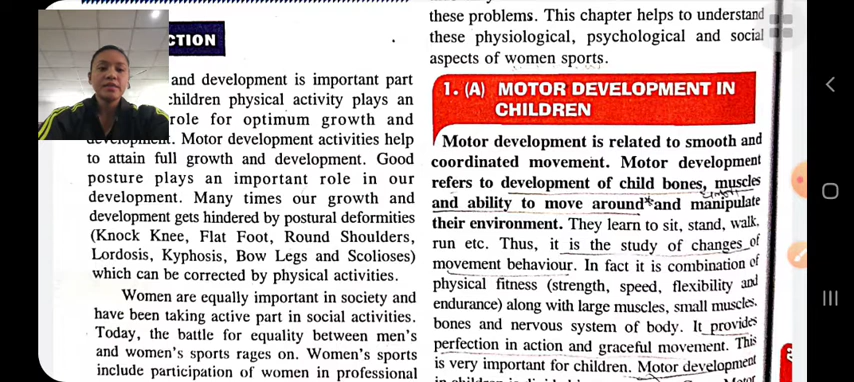 CTION
and development is important part
children physical activity plays an
role for optimum growth and
development. Motor development activities help
to attain full growth and development. Good
posture plays an important role in our
development. Many times our growth and
development gets hindered by postural deformities
(Knock Knee, Flat Foot, Round Shoulders,
Lordosis, Kyphosis, Bow Legs and Scolioses)
which can be corrected by physical activities.
Women are equally important in society and
have been taking active part in social activities.
Today, the battle for equality between men's
and women's sports rages on. Women's sports
include participation of women in professional
these problems. This chapter helps to understand
these physiological, psychological and social
aspects of women sports.
1. (A) MOTOR DEVELOPMENT IN
CHILDREN
Motor development is related to smooth and
coordinated movement. Motor development
refers to development of child bones, muscles
and ability to move around*and manipulate
their environment. They learn to sit, stand, walk,
run etc. Thus, it is the study of changes of
movement behaviour. In fact it is combination of
physical fitness (strength, speed, flexibility and
endurance) along with large muscles, small muscles,
bones and nervous system of body. It provides
perfection in action and graceful movement. This
is very important for children. Motor development